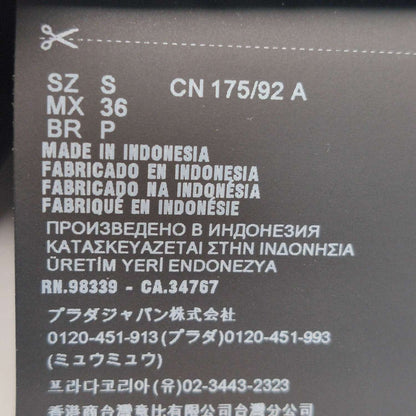 SZ S CN 175/92 A
MX 36
BR P
MADE IN INDONESIA
FABRICADO EN INDONESIA
FABRICADO NA INDONÉSIA
FABRIQUÉ EN INDONÉSIE
ПРОИЗВЕДЕНО В ИНДОНЕЗИЯ
ΚΑΤΑΣΚΕΥΑΖΕΤΑΙ ΣΤΗΝ ΙΝΔΟΝΗΣΙΑ
ÜRETİM YERİ ENDONEZYA
RN.98339 - CA.34767
プラダジャパン株式会社
0120-451-913 (プラダ) 0120-451-993
(ミュウミュウ)
프라다코리아 (유) 02-3443-2323